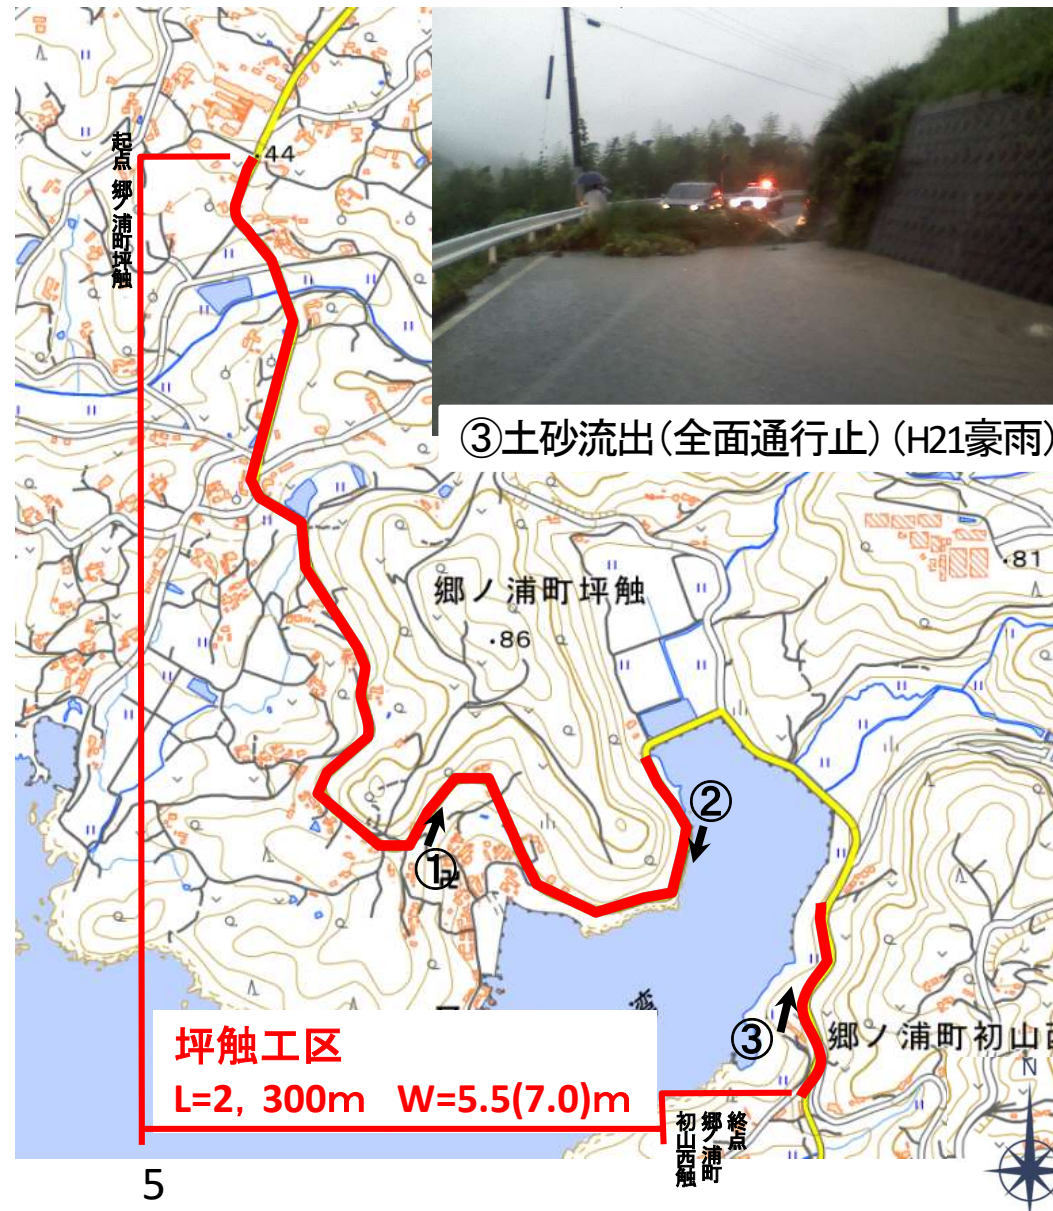 起点 郷ノ浦町坪触
・44
③土砂流出（全面通行止）（H21豪雨）
郷ノ浦町坪触
・86
・81
②
①
③
郷ノ浦町初山西
N
坪触工区
L=2，300m W=5.5(7.0)m
終点
郷ノ浦町
初山西触
5